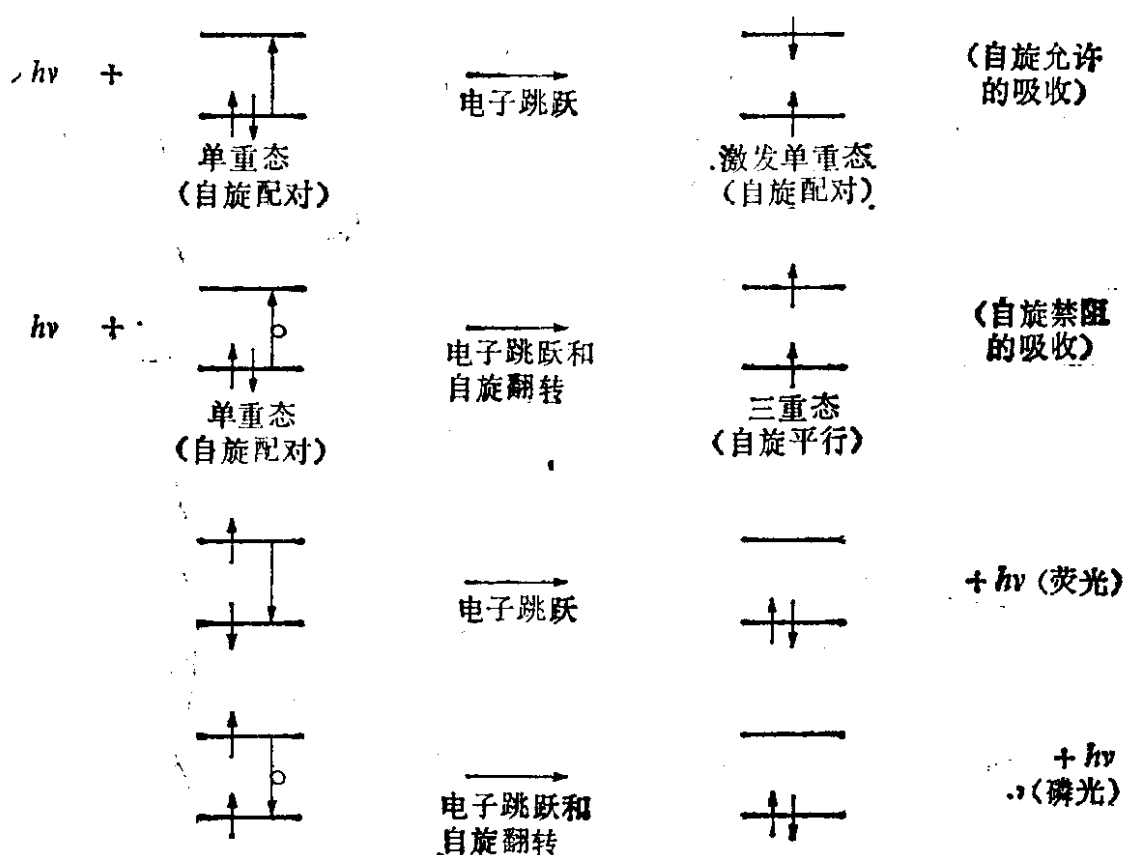 hν +
电子跳跃
(自旋允许
的吸收)
单重态
(自旋配对)
激发单重态
(自旋配对)
hν +
电子跳跃和
自旋翻转
(自旋禁阻
的吸收)
单重态
(自旋配对)
三重态
(自旋平行)
电子跳跃
+ hν (荧光)
电子跳跃和
自旋翻转
+ hν
(磷光)